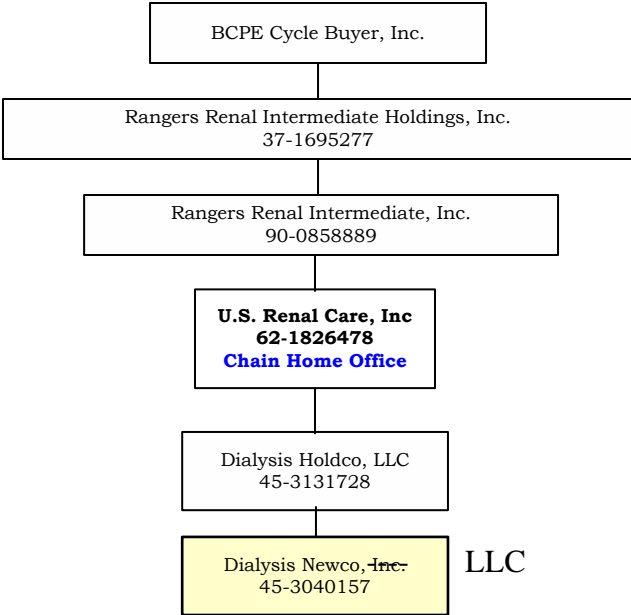 BCPE Cycle Buyer, Inc.
Rangers Renal Intermediate Holdings, Inc.
37-1695277
Rangers Renal Intermediate, Inc.
90-0858889
U.S. Renal Care, Inc
62-1826478
Chain Home Office
Dialysis Holdco, LLC
45-3131728
Dialysis Newco, Inc. LLC
45-3040157